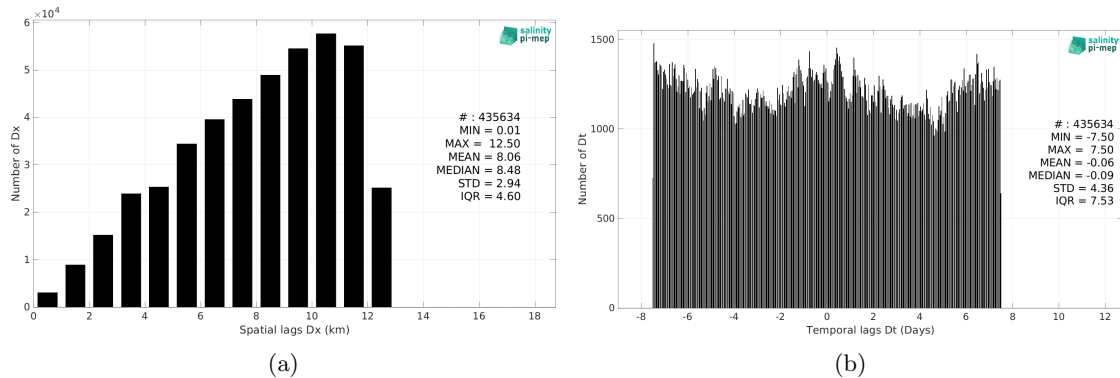 6 ×10^4
5
4
3
2
1
0
Number of Dx
0 2 4 6 8 10 12 14 16 18
Spatial lags Dx (km)
salinity
pi-mep
# : 435634
MIN = 0.01
MAX = 12.50
MEAN = 8.06
MEDIAN = 8.48
STD = 2.94
IQR = 4.60
(a)
1500
1000
500
0
Number of Dt
-8 -6 -4 -2 0 2 4 6 8 10 12
Temporal lags Dt (Days)
salinity
pi-mep
# : 435634
MIN = -7.50
MAX = 7.50
MEAN = -0.06
MEDIAN = -0.09
STD = 4.36
IQR = 7.53
(b)